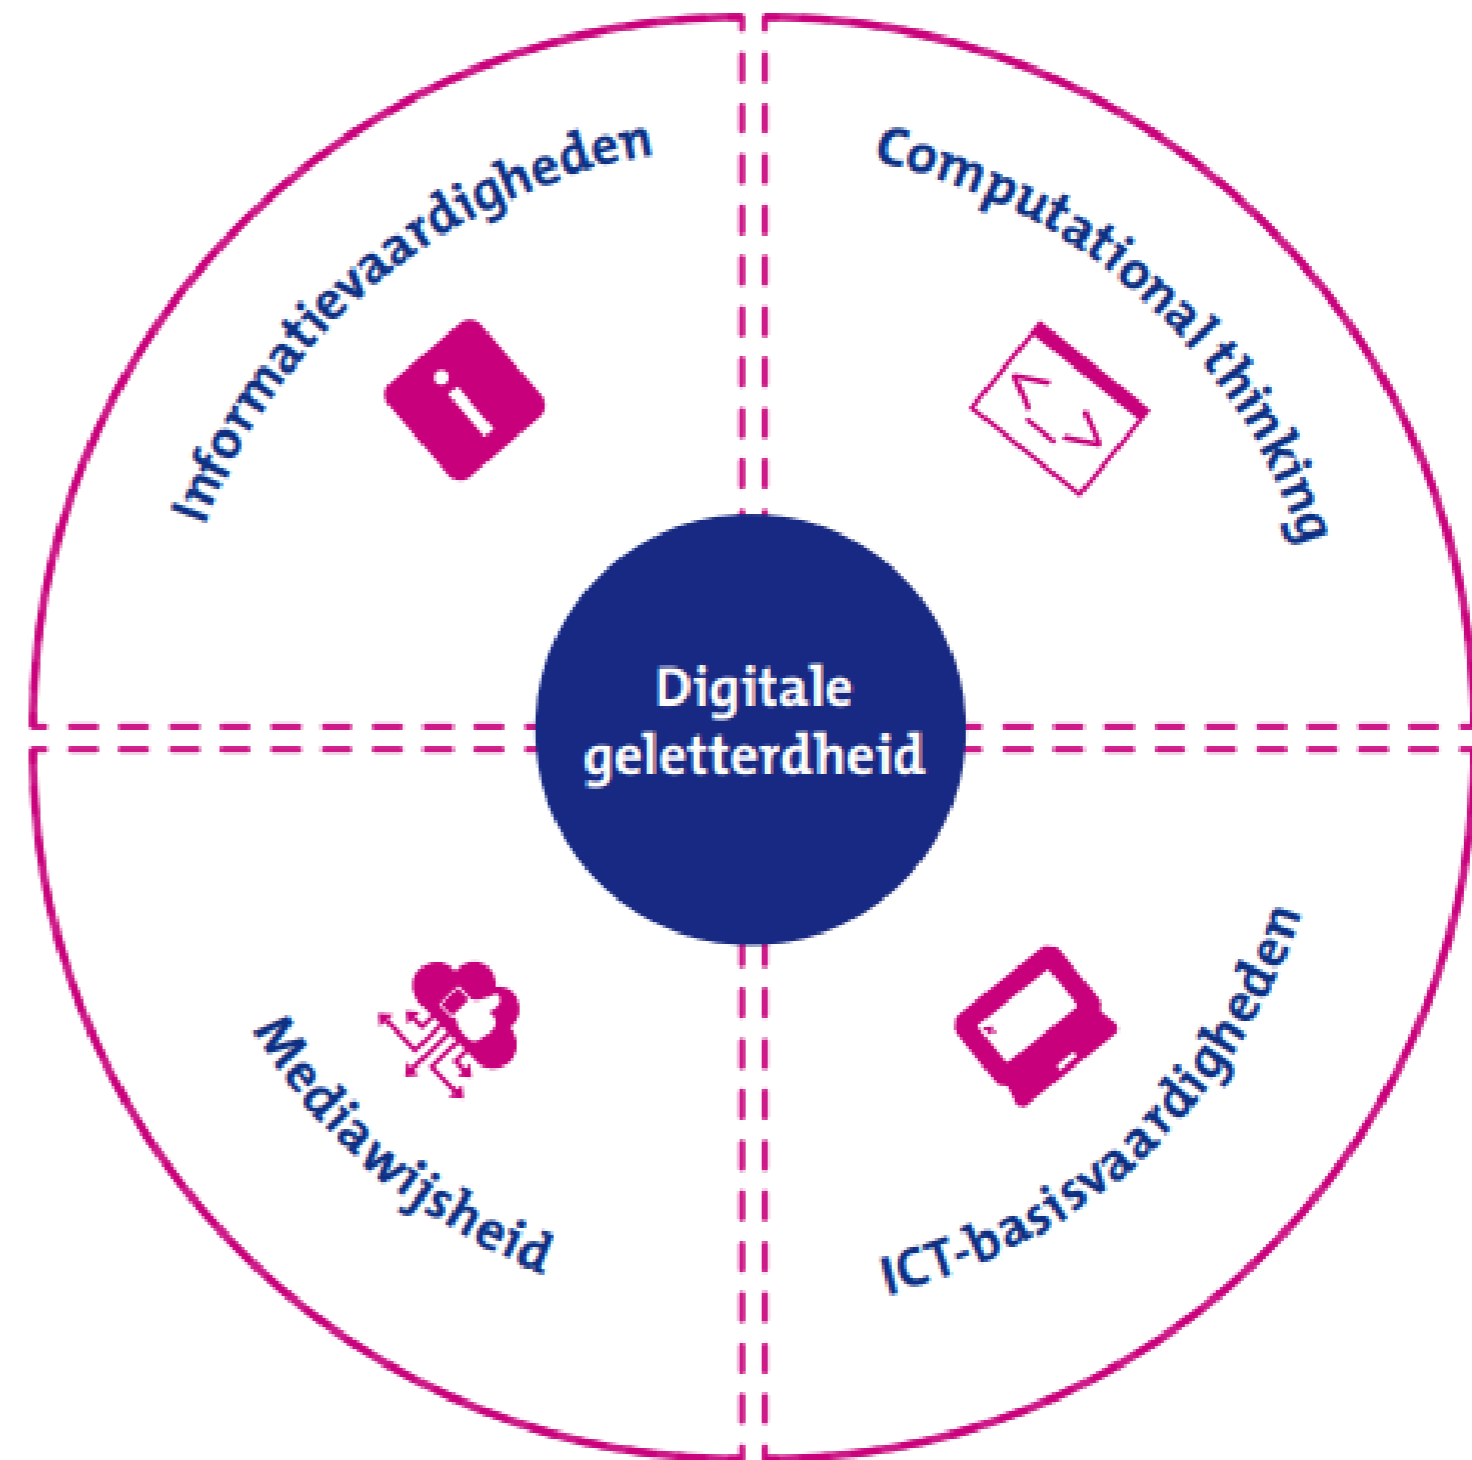 Informatievaardigheden
Computational thinking
Digitale
geletterdheid
Mediawijsheid
ICT-basisvaardigheden